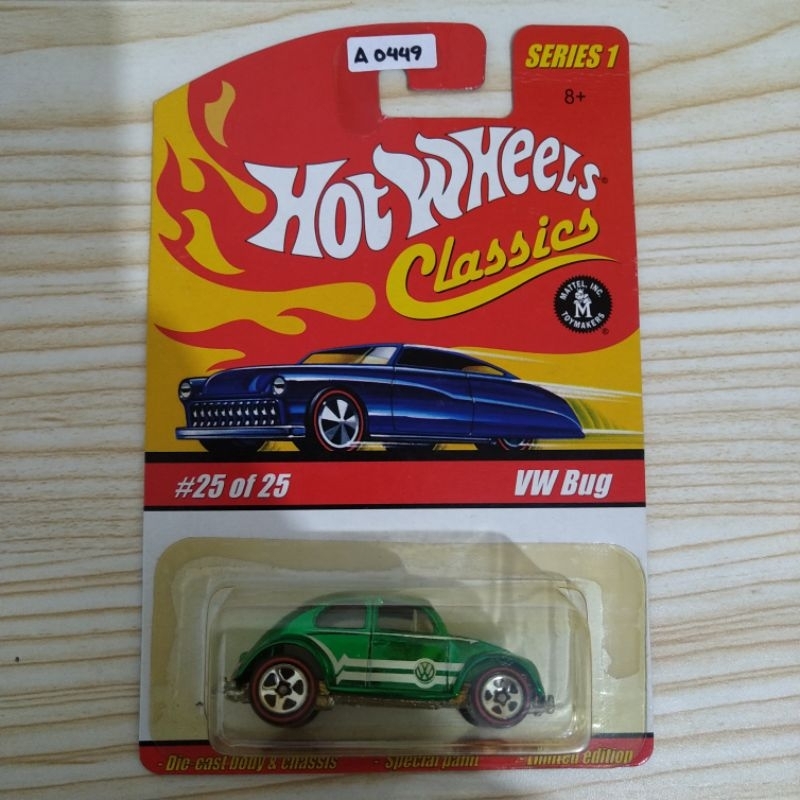 A 0449
SERIES 1
8+
HOT WHEELS®
Classics
MATTEL, INC.
M
TOYMAKERS
®
#25 of 25
VW Bug
VW
- Die-cast body & chassis - Special paint - Limited edition